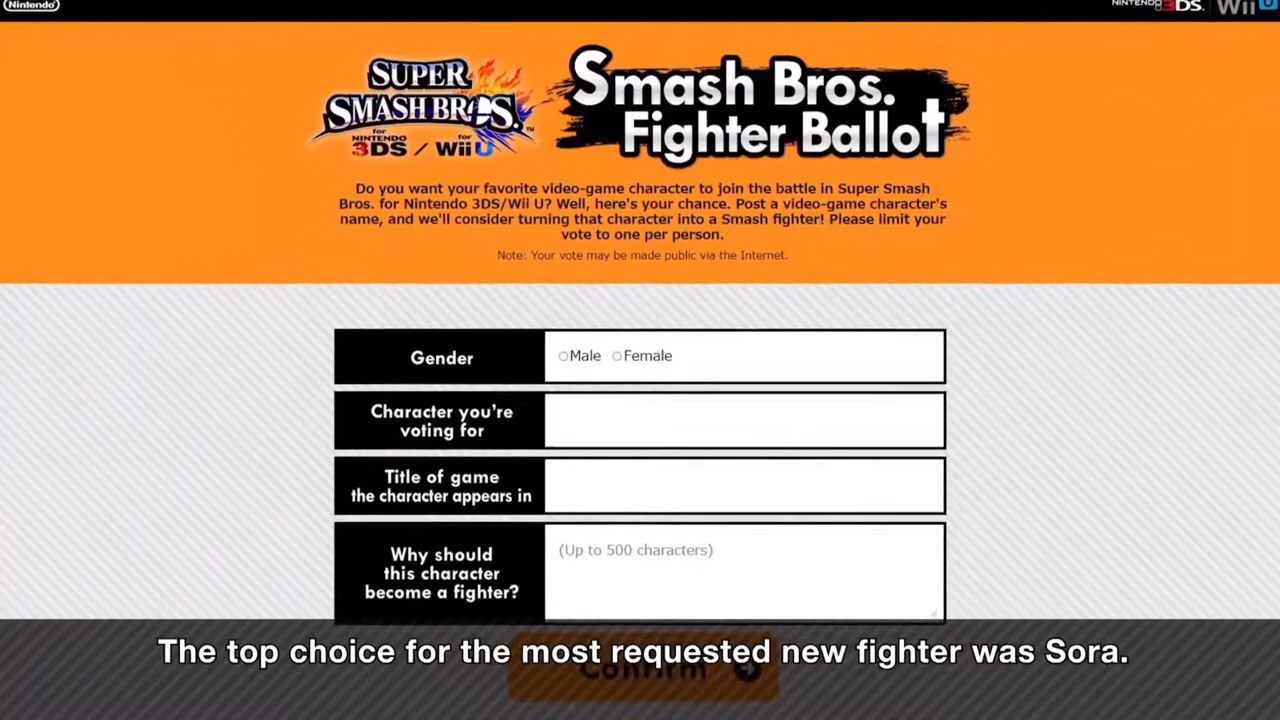 Nintendo
NINTENDO 3DS. Wii U
SUPER
SMASH BROS.
TM
for NINTENDO 3DS / for Wii U
Smash Bros.
Fighter Ballot
Do you want your favorite video-game character to join the battle in Super Smash
Bros. for Nintendo 3DS/Wii U? Well, here's your chance. Post a video-game character's
name, and we'll consider turning that character into a Smash fighter! Please limit your
vote to one per person.
Note: Your vote may be made public via the Internet.
Gender
Male Female
Character you're
voting for
Title of game
the character appears in
Why should
this character
become a fighter?
(Up to 500 characters)
The top choice for the most requested new fighter was Sora.
Confirm